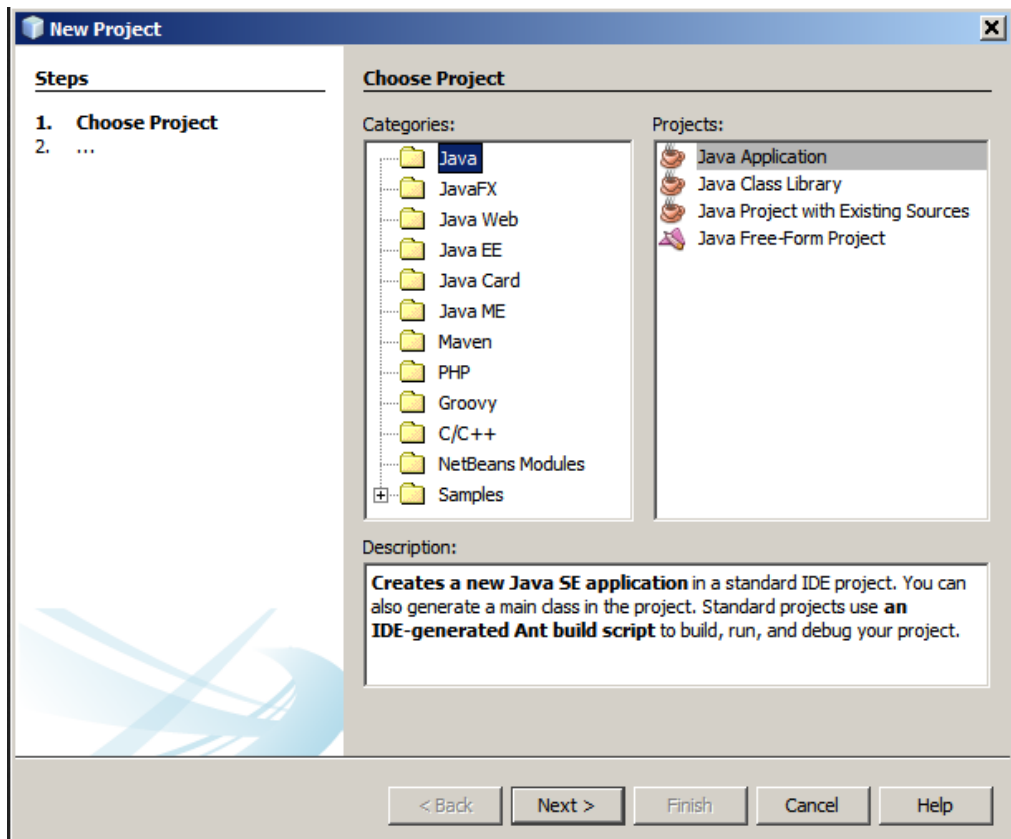 New Project
Steps
1. Choose Project
2. ...
Choose Project
Categories:
Java
JavaFX
Java Web
Java EE
Java Card
Java ME
Maven
PHP
Groovy
C/C++
NetBeans Modules
Samples
Projects:
Java Application
Java Class Library
Java Project with Existing Sources
Java Free-Form Project
Description:
Creates a new Java SE application in a standard IDE project. You can
also generate a main class in the project. Standard projects use an
IDE-generated Ant build script to build, run, and debug your project.
< Back
Next >
Finish
Cancel
Help